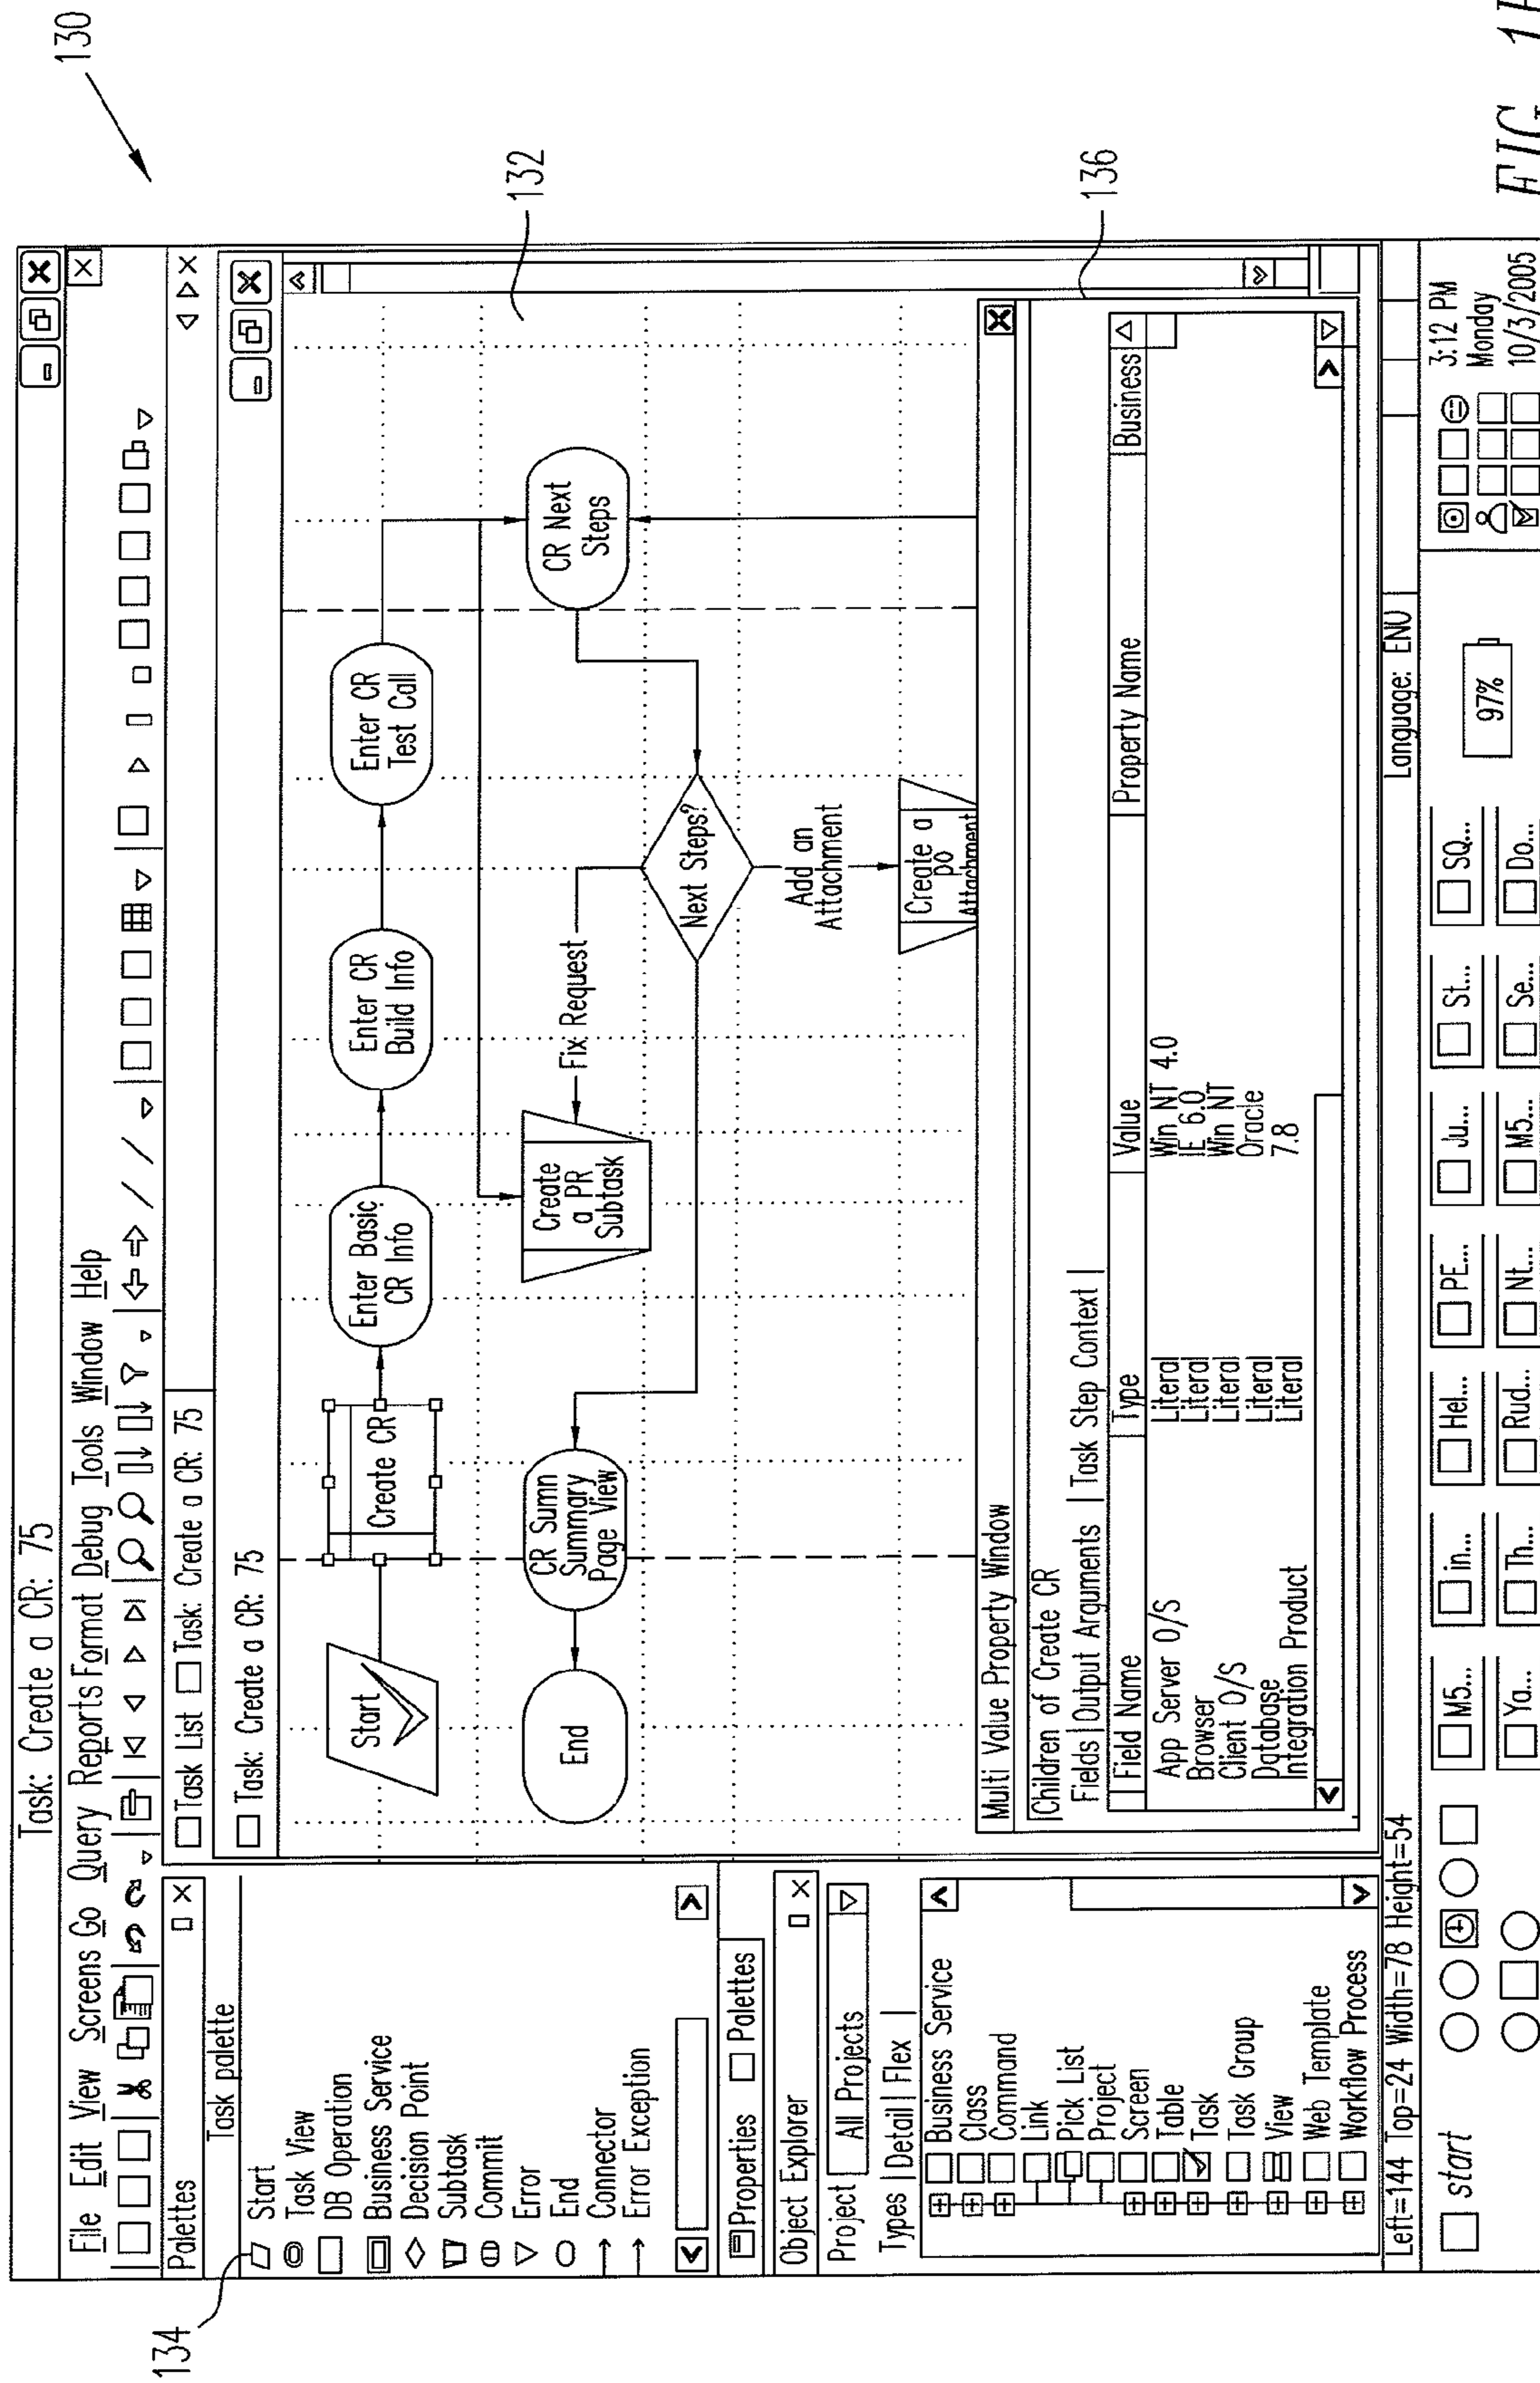 130
Task: Create a CR: 75
File Edit View Screens Go Query Reports Format Debug Tools Window Help
Palettes
Task palette
134
Start
Task View
DB Operation
Business Service
Decision Point
Subtask
Commit
Error
End
Connector
Error Exception
Properties Palettes
Object Explorer
Project All Projects
Types Detail Flex
Business Service
Class
Command
Link
Pick List
Project
Screen
Table
Task
Task Group
View
Web Template
Workflow Process
Task List Task: Create a CR: 75
Task: Create a CR: 75
Start
Create CR
Enter Basic
CR Info
Enter CR
Build Info
Enter CR
Test Call
132
End
CR Sumn
Summary
Page View
Create
a PR
Subtask
Fix Request
CR Next
Steps
Next Steps?
Add an
Attachment
Create a
po
Attachment
Multi Value Property Window
136
Children of Create CR
Fields Output Arguments Task Step Context
Field Name Type Value Property Name Business
App Server O/S Literal Win NT 4.0
Browser Literal IE 6.0
Client O/S Literal Win NT
Database Literal Oracle
Integration Product Literal 7.8
Left=144 Top=24 Width=78 Height=54
Language: ENU
start
M5... in... Hel... PE... Ju... St... SQ...
Ya... Th... Rud... Nt... M5... Se... Do...
97%
3:12 PM
Monday
10/3/2005
FIG.